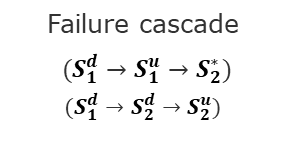 Failure cascade
(S₁ᵈ → S₁ᵘ → S₂*)
(S₁ᵈ → S₂ᵈ → S₂ᵘ)